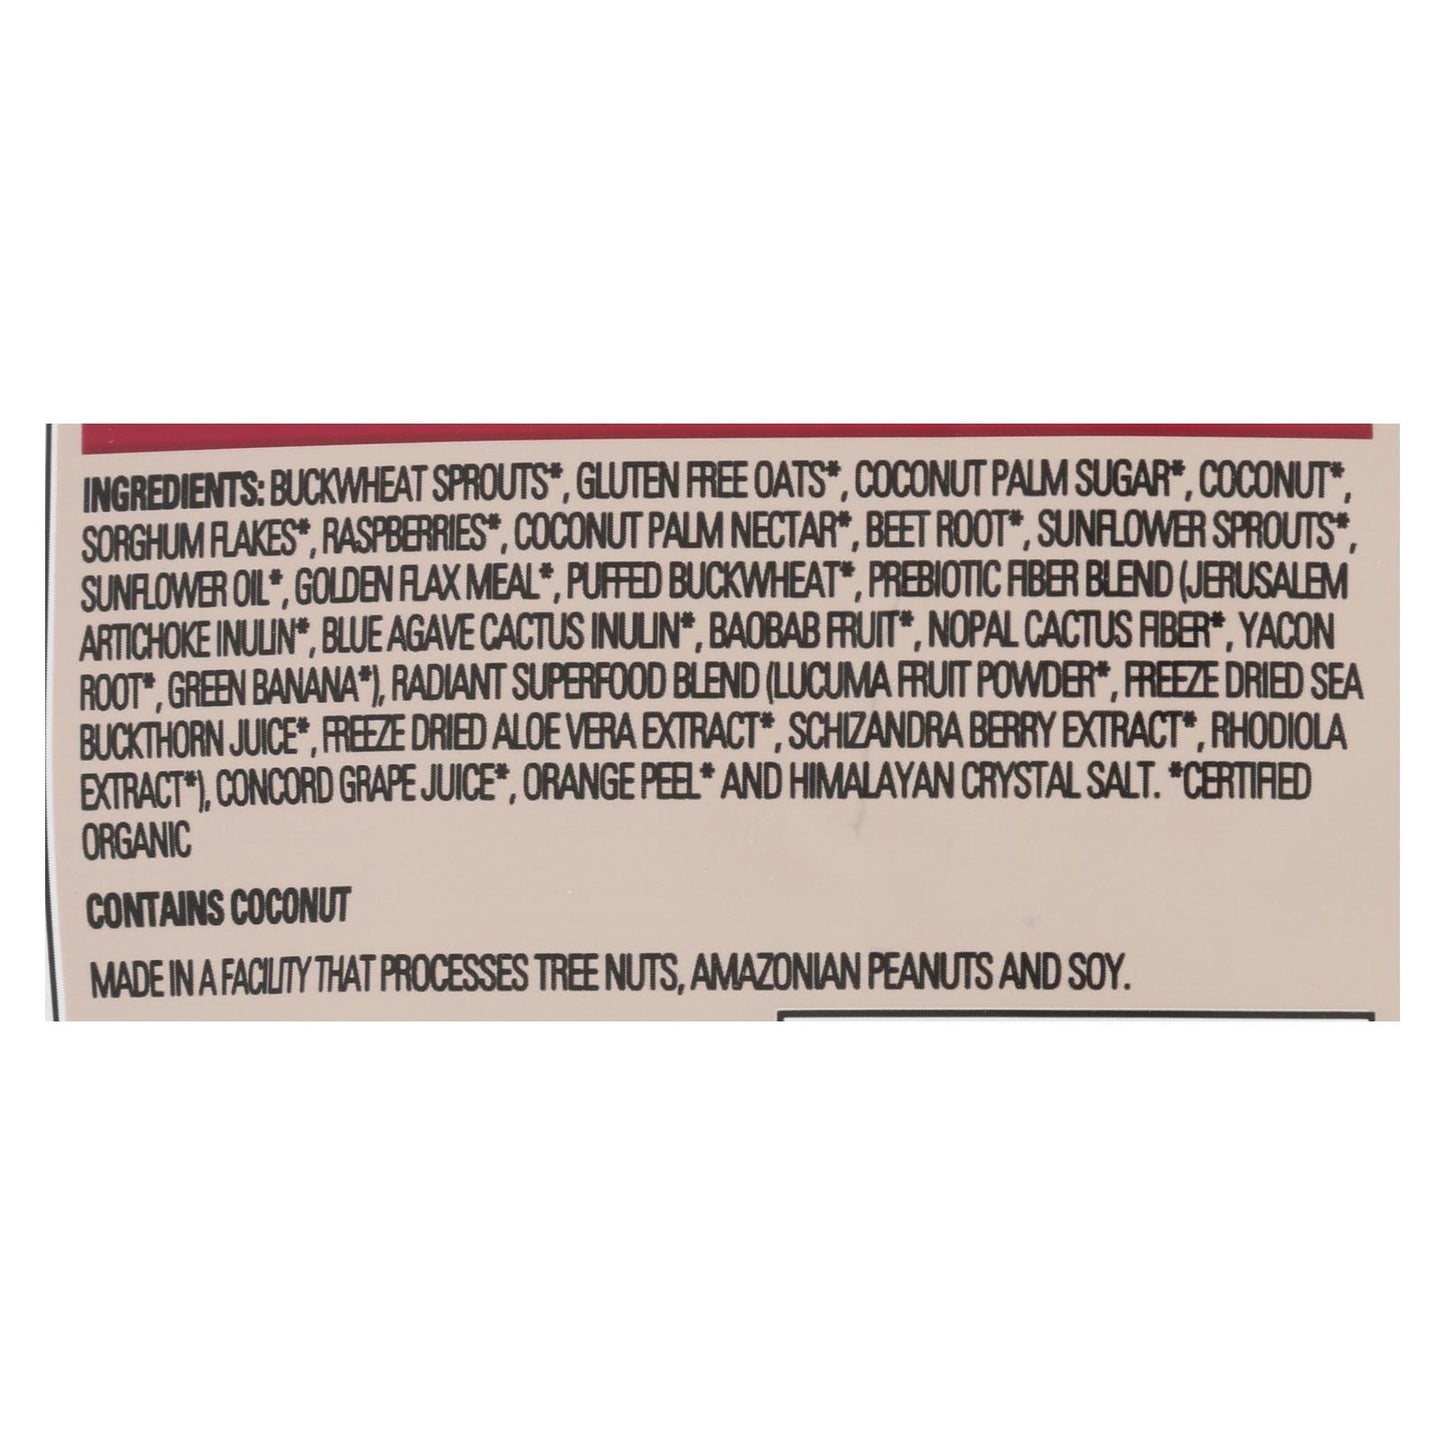 INGREDIENTS: BUCKWHEAT SPROUTS*, GLUTEN FREE OATS*, COCONUT PALM SUGAR*, COCONUT*,
SORGHUM FLAKES*, RASPBERRIES*, COCONUT PALM NECTAR*, BEET ROOT*, SUNFLOWER SPROUTS*,
SUNFLOWER OIL*, GOLDEN FLAX MEAL*, PUFFED BUCKWHEAT*, PREBIOTIC FIBER BLEND (JERUSALEM
ARTICHOKE INULIN*, BLUE AGAVE CACTUS INULIN*, BAOBAB FRUIT*, NOPAL CACTUS FIBER*, YACON
ROOT*, GREEN BANANA*), RADIANT SUPERFOOD BLEND (LUCUMA FRUIT POWDER*, FREEZE DRIED SEA
BUCKTHORN JUICE*, FREEZE DRIED ALOE VERA EXTRACT*, SCHIZANDRA BERRY EXTRACT*, RHODIOLA
EXTRACT*), CONCORD GRAPE JUICE*, ORANGE PEEL* AND HIMALAYAN CRYSTAL SALT. *CERTIFIED
ORGANIC
CONTAINS COCONUT
MADE IN A FACILITY THAT PROCESSES TREE NUTS, AMAZONIAN PEANUTS AND SOY.